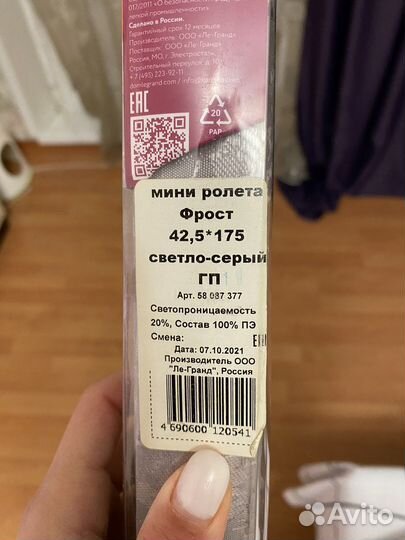 017/2011 «О безопасности
легкой промышленности»
Сделано в России.
Гарантийный срок 12 месяцев
Производитель: ООО «Ле-Гранд»
Поставщик: ООО «Ле-Гранд»
Россия, МО, г. Электросталь,
Строительный переулок, д. 10
+7 (495) 223-92-11
domlegrand.com / info@
EAC
20
PAP
мини ролета
Фрост
42,5*175
светло-серый
ГП
Арт. 58 087 377
Светопроницаемость
20%, Состав 100% ПЭ
Смена:
EAC
Дата: 07.10.2021
Производитель ООО
"Ле-Гранд", Россия
4 690600 120541
Avito